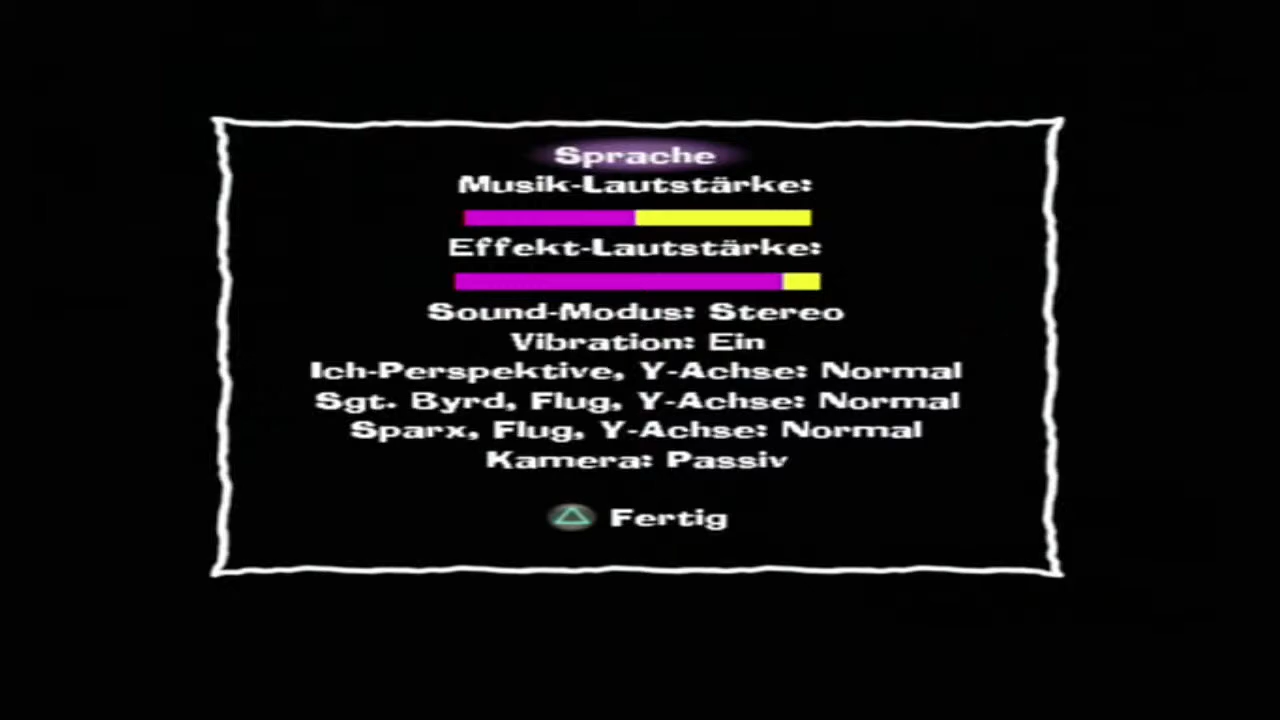 Sprache
Musik-Lautstärke:
Effekt-Lautstärke:
Sound-Modus: Stereo
Vibration: Ein
Ich-Perspektive, Y-Achse: Normal
Sgt. Byrd, Flug, Y-Achse: Normal
Sparx, Flug, Y-Achse: Normal
Kamera: Passiv
Fertig